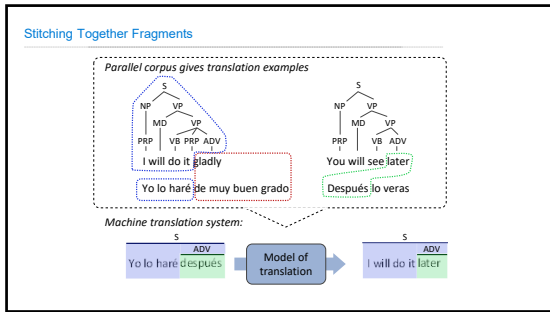 Stitching Together Fragments
Parallel corpus gives translation examples
S
NP VP
MD VP
PRP VB PRP ADV
I will do it gladly
Yo lo haré de muy buen grado
S
NP VP
MD VP
PRP VB ADV
You will see later
Después lo veras
Machine translation system:
S
ADV
Yo lo haré después
Model of
translation
S
ADV
I will do it later